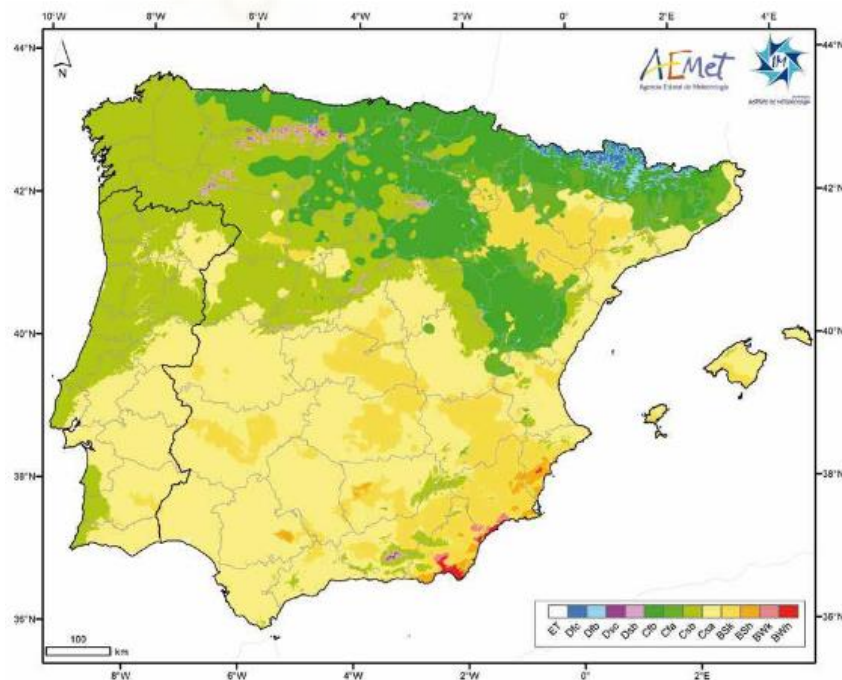 10°W 8°W 6°W 4°W 2°W 0° 2°E 4°E
44°N 44°N
N
AEmet
Agencia Estatal de Meteorología
IM
INSTITUTO DE METEOROLOGIA
42°N 42°N
40°N 40°N
38°N 38°N
36°N 36°N
ET Dfc Dfb Dsc Dsb Cfb Cfa Csb Csa BSk BSh BWk BWh
100
km
8°W 6°W 4°W 2°W 0° 2°E